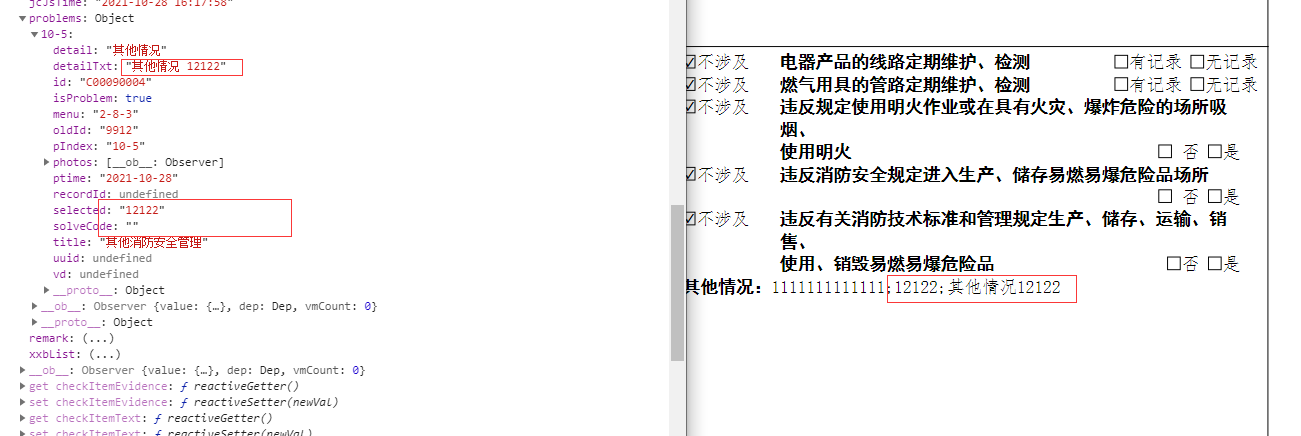 jcJsTime: "2021-10-28 16:17:58"
problems: Object
10-5:
detail: "其他情况"
detailTxt: "其他情况 12122"
id: "C00090004"
isProblem: true
menu: "2-8-3"
oldId: "9912"
pIndex: "10-5"
photos: [__ob__: Observer]
ptime: "2021-10-28"
recordId: undefined
selected: "12122"
solveCode: ""
title: "其他消防安全管理"
uuid: undefined
vd: undefined
__proto__: Object
__ob__: Observer {value: {…}, dep: Dep, vmCount: 0}
__proto__: Object
remark: (...)
xxbList: (...)
__ob__: Observer {value: {…}, dep: Dep, vmCount: 0}
get checkItemEvidence: ƒ reactiveGetter()
set checkItemEvidence: ƒ reactiveSetter(newVal)
get checkItemText: ƒ reactiveGetter()
set checkItemText: ƒ reactiveSetter(newVal)
☑不涉及 电器产品的线路定期维护、检测 □有记录 □无记录
☑不涉及 燃气用具的管路定期维护、检测 □有记录 □无记录
☑不涉及 违反规定使用明火作业或在具有火灾、爆炸危险的场所吸
烟、
使用明火 □ 否 □是
☑不涉及 违反消防安全规定进入生产、储存易燃易爆危险品场所
□ 否 □是
☑不涉及 违反有关消防技术标准和管理规定生产、储存、运输、销
售、
使用、销毁易燃易爆危险品 □否 □是
其他情况：1111111111111;12122;其他情况12122